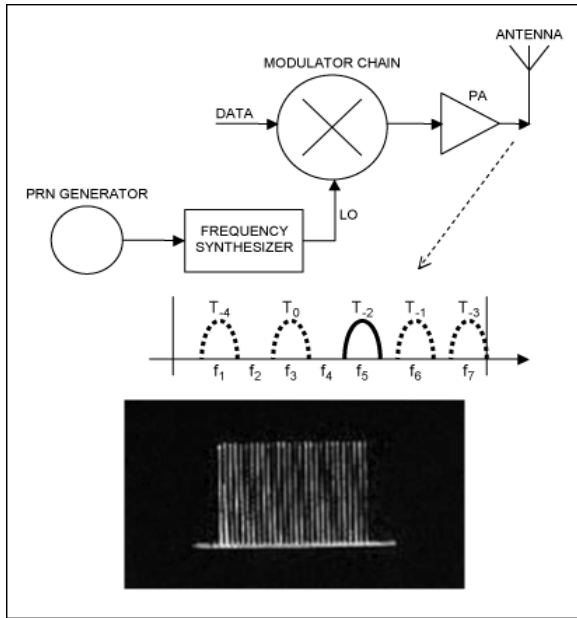 ANTENNA
MODULATOR CHAIN
PA
DATA
PRN GENERATOR
LO
FREQUENCY
SYNTHESIZER
T-4 T0 T-2 T-1 T-3
f1 f2 f3 f4 f5 f6 f7